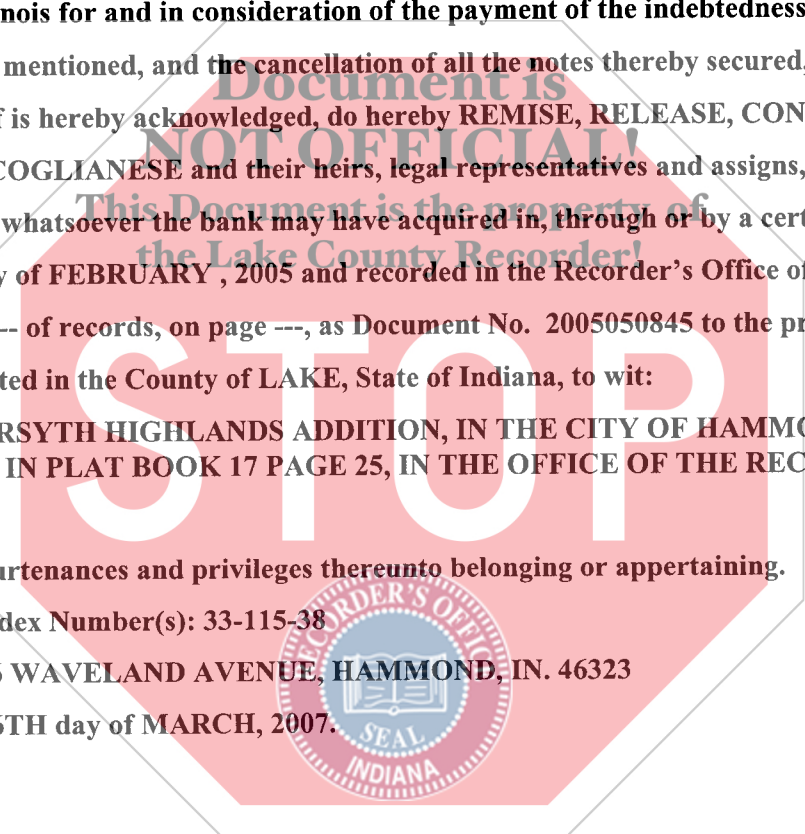 nois for and in consideration of the payment of the indebtedness
mentioned, and the cancellation of all the notes thereby secured,
Document is
f is hereby acknowledged, do hereby REMISE, RELEASE, CON
NOT OFFICIAL!
COGLIANESE and their heirs, legal representatives and assigns,
This Document is the property of
whatsoever the bank may have acquired in, through or by a cert
the Lake County Recorder!
y of FEBRUARY , 2005 and recorded in the Recorder's Office of
-- of records, on page ---, as Document No. 2005050845 to the pr
ted in the County of LAKE, State of Indiana, to wit:
STOP
RSYTH HIGHLANDS ADDITION, IN THE CITY OF HAMMO
IN PLAT BOOK 17 PAGE 25, IN THE OFFICE OF THE REC
urtenances and privileges thereunto belonging or appertaining.
dex Number(s): 33-115-38
RECORDER'S OFFICE
6 WAVELAND AVENUE, HAMMOND, IN. 46323
6TH day of MARCH, 2007.
SEAL
INDIANA